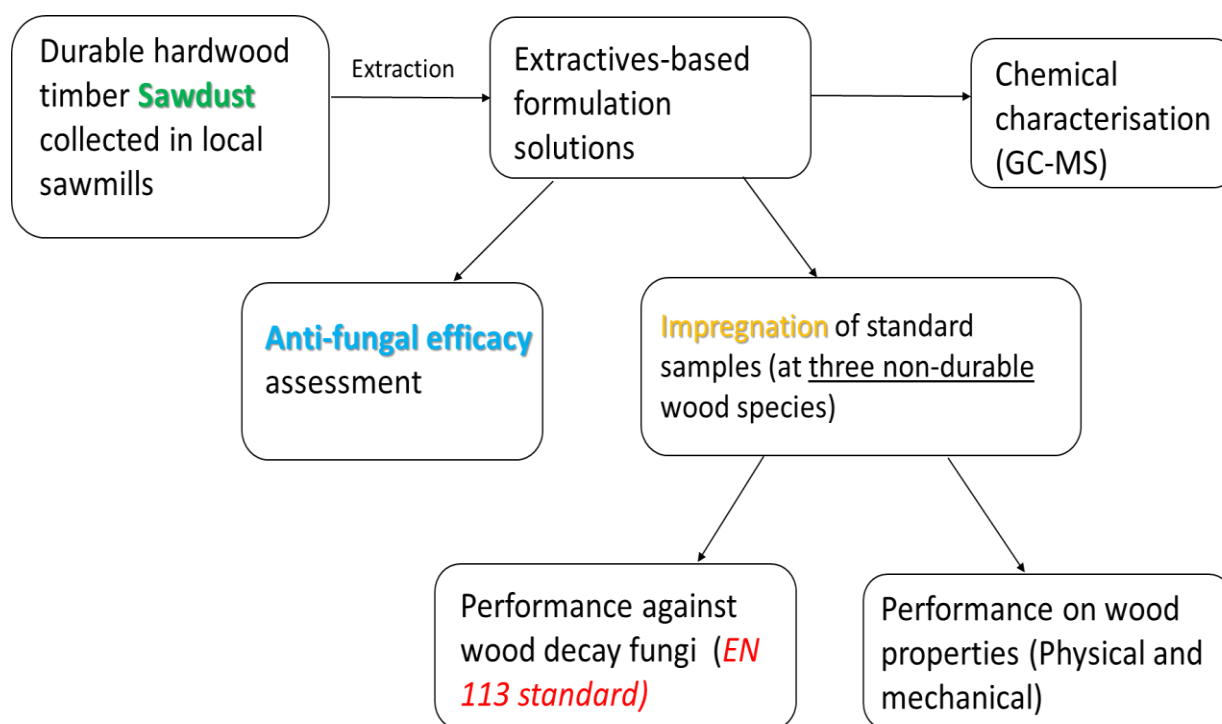 Durable hardwood
timber Sawdust
collected in local
sawmills
Extraction
Extractives-based
formulation
solutions
Chemical
characterisation
(GC-MS)
Anti-fungal efficacy
assessment
Impregnation of standard
samples (at three non-durable
wood species)
Performance against
wood decay fungi (EN
113 standard)
Performance on wood
properties (Physical and
mechanical)